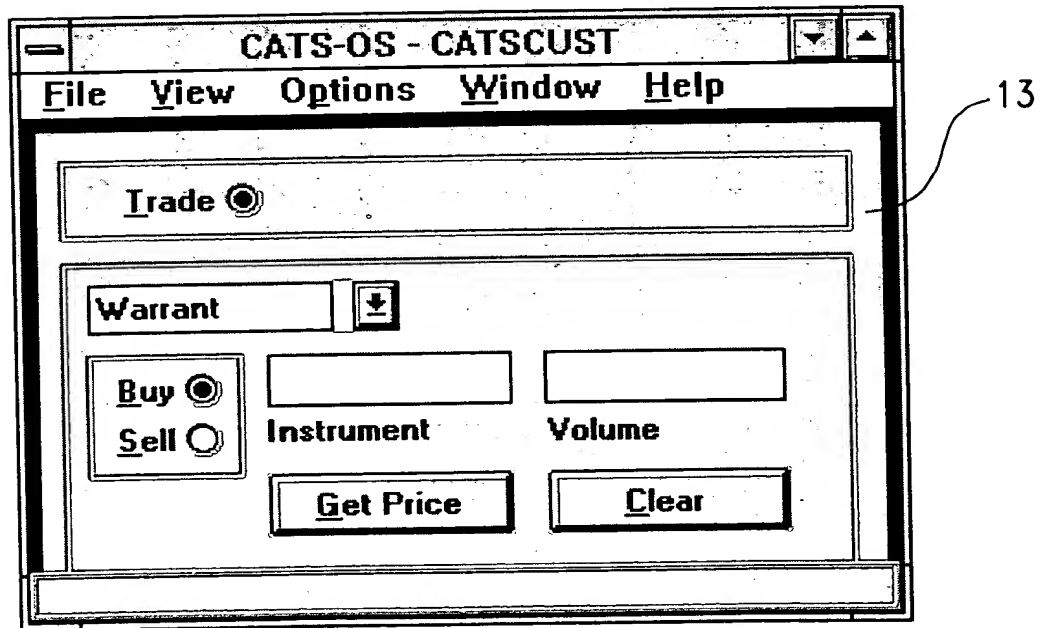 CATS-OS - CATSCUST
File View Options Window Help
13
Trade
Warrant
Buy
Sell
Instrument Volume
Get Price Clear